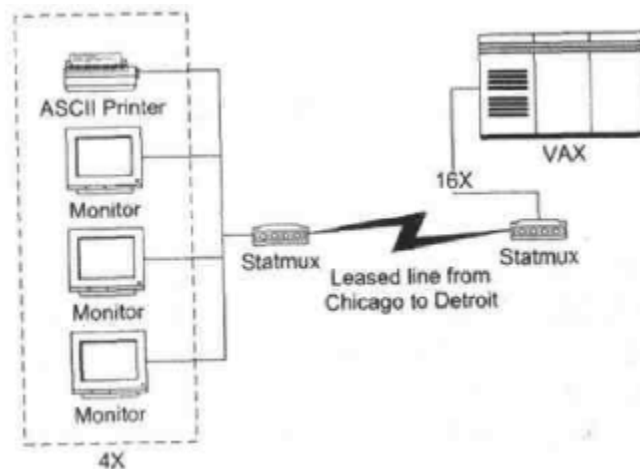 ASCII Printer
Monitor
Monitor
Monitor
4X
Statmux
Leased line from
Chicago to Detroit
Statmux
16X
VAX